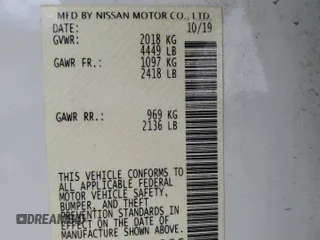 MFD BY NISSAN MOTOR CO., LTD.
DATE: 10/19
GVWR: 2018 KG
4449 LB
GAWR FR.: 1097 KG
2418 LB
GAWR RR.: 969 KG
2136 LB
THIS VEHICLE CONFORMS TO
ALL APPLICABLE FEDERAL
MOTOR VEHICLE SAFETY,
BUMPER, AND THEFT
PREVENTION STANDARDS IN
EFFECT ON THE DATE OF
MANUFACTURE SHOWN ABOVE.